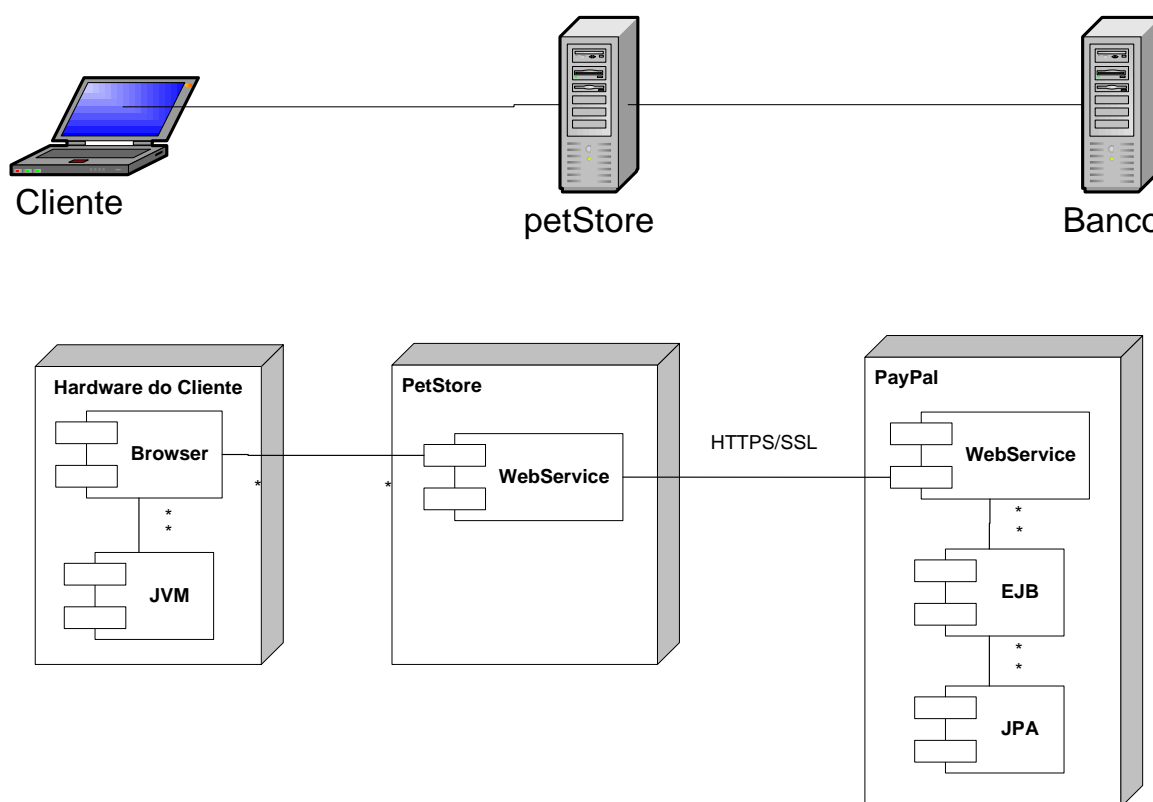 Cliente
petStore
Banco
Hardware do Cliente
Browser
*
*
JVM
*
*
PetStore
WebService
HTTPS/SSL
PayPal
WebService
*
*
EJB
*
*
JPA